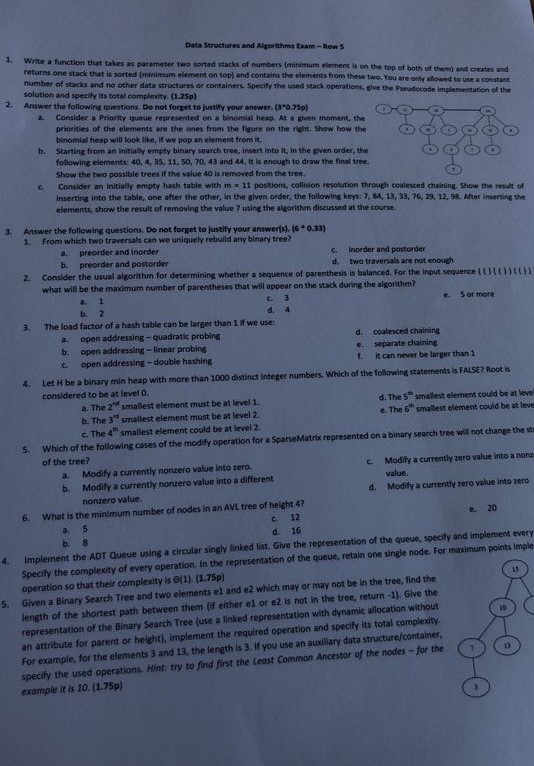 Data Structures and Algorithms Exam – Row 5
1. Write a function that takes as parameter two sorted stacks of numbers (minimum element is on the top of both of them) and creates and
returns one stack that is sorted (minimum element on top) and contains the elements from these two. You are only allowed to use a constant
number of stacks and no other data structures or containers. Specify the used stack operations, give the Pseudocode implementation of the
solution and specify its total complexity. (1.25p)
2. Answer the following questions. Do not forget to justify your answer. (3*0.75p)
a. Consider a Priority queue represented on a binomial heap. At a given moment, the
priorities of the elements are the ones from the figure on the right. Show how the
binomial heap will look like, if we pop an element from it.
b. Starting from an initially empty binary search tree, insert into it, in the given order, the
following elements: 40, 4, 35, 11, 50, 70, 43 and 44. It is enough to draw the final tree.
Show the two possible trees if the value 40 is removed from the tree.
c. Consider an initially empty hash table with m = 11 positions, collision resolution through coalesced chaining. Show the result of
inserting into the table, one after the other, in the given order, the following keys: 7, 84, 13, 33, 76, 29, 12, 98. After inserting the
elements, show the result of removing the value 7 using the algorithm discussed at the course.
3. Answer the following questions. Do not forget to justify your answer(s). (6 * 0.33)
1. From which two traversals can we uniquely rebuild any binary tree?
a. preorder and inorder
b. preorder and postorder
c. inorder and postorder
d. two traversals are not enough
2. Consider the usual algorithm for determining whether a sequence of parenthesis is balanced. For the input sequence
what will be the maximum number of parentheses that will appear on the stack during the algorithm?
a. 1
b. 2
c. 3
d. 4
e. 5 or more
3. The load factor of a hash table can be larger than 1 if we use:
a. open addressing – quadratic probing
b. open addressing – linear probing
c. open addressing – double hashing
d. coalesced chaining
e. separate chaining
f. it can never be larger than 1
4. Let H be a binary min heap with more than 1000 distinct integer numbers. Which of the following statements is FALSE? Root is
considered to be at level 0.
a. The 2nd smallest element must be at level 1.
b. The 3rd smallest element must be at level 2.
c. The 4th smallest element could be at level 2.
d. The 5th smallest element could be at leve
e. The 6th smallest element could be at leve
5. Which of the following cases of the modify operation for a SparseMatrix represented on a binary search tree will not change the st
of the tree?
a. Modify a currently nonzero value into zero.
b. Modify a currently nonzero value into a different
nonzero value.
c. Modify a currently zero value into a nonz
value.
d. Modify a currently zero value into zero
6. What is the minimum number of nodes in an AVL tree of height 4?
a. 5
b. 8
c. 12
d. 16
e. 20
4. Implement the ADT Queue using a circular singly linked list. Give the representation of the queue, specify and implement every
Specify the complexity of every operation. In the representation of the queue, retain one single node. For maximum points imple
operation so that their complexity is Θ(1). (1.75p)
5. Given a Binary Search Tree and two elements e1 and e2 which may or may not be in the tree, find the
length of the shortest path between them (if either e1 or e2 is not in the tree, return -1). Give the
representation of the Binary Search Tree (use a linked representation with dynamic allocation without
an attribute for parent or height), implement the required operation and specify its total complexity.
For example, for the elements 3 and 13, the length is 3. If you use an auxiliary data structure/container,
specify the used operations. Hint: try to find first the Least Common Ancestor of the nodes – for the
example it is 10. (1.75p)
15
10
7
13
3